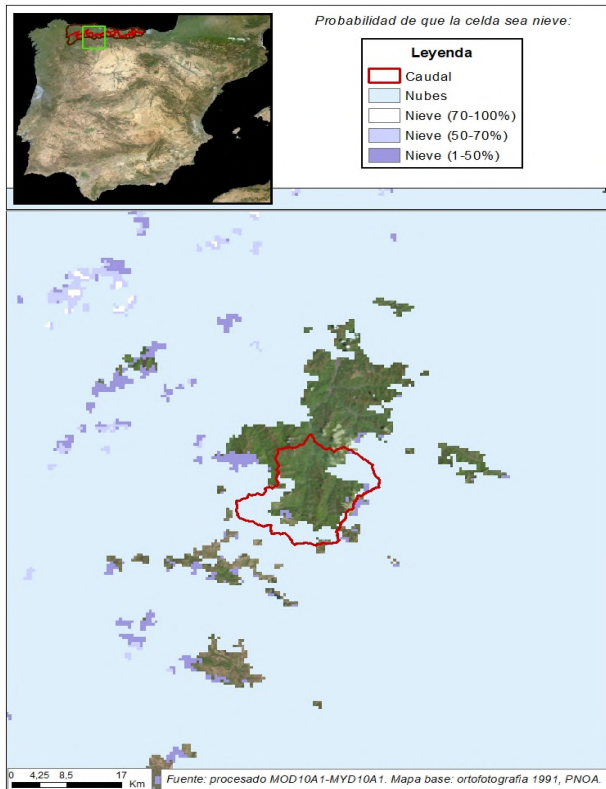 Probabilidad de que la celda sea nieve:
Leyenda
Caudal
Nubes
Nieve (70-100%)
Nieve (50-70%)
Nieve (1-50%)
0 4,25 8,5 17
Km
Fuente: procesado MOD10A1-MYD10A1. Mapa base: ortofotografia 1991, PNOA.